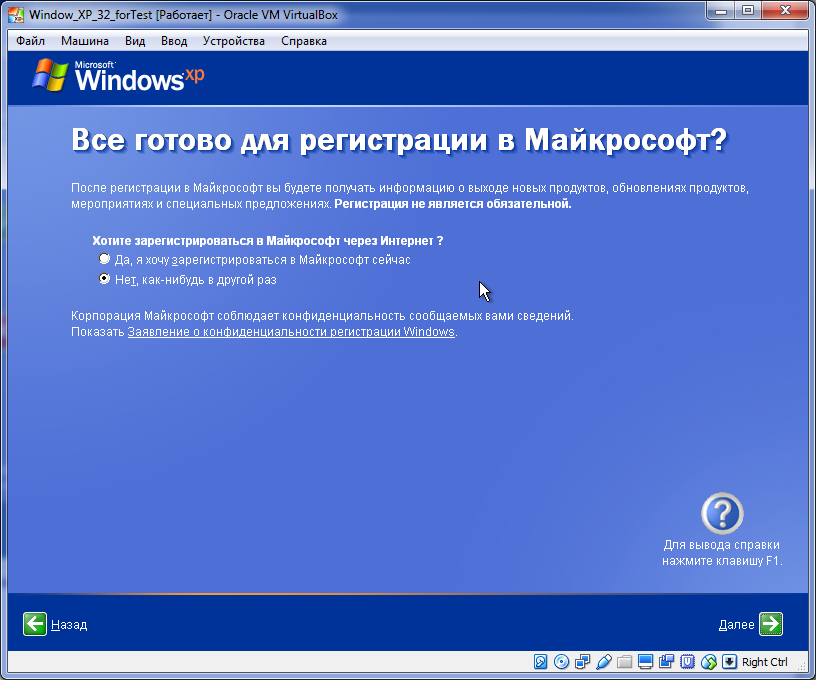 Window_XP_32_forTest [Работает] - Oracle VM VirtualBox
Файл Машина Вид Ввод Устройства Справка
Microsoft
Windows xp
Все готово для регистрации в Майкрософт?
После регистрации в Майкрософт вы будете получать информацию о выходе новых продуктов, обновлениях продуктов,
мероприятиях и специальных предложениях. Регистрация не является обязательной.
Хотите зарегистрироваться в Майкрософт через Интернет ?
Да, я хочу зарегистрироваться в Майкрософт сейчас
Нет, как-нибудь в другой раз
Корпорация Майкрософт соблюдает конфиденциальность сообщаемых вами сведений.
Показать Заявление о конфиденциальности регистрации Windows.
?
Для вывода справки
нажмите клавишу F1.
Назад
Далее
Right Ctrl